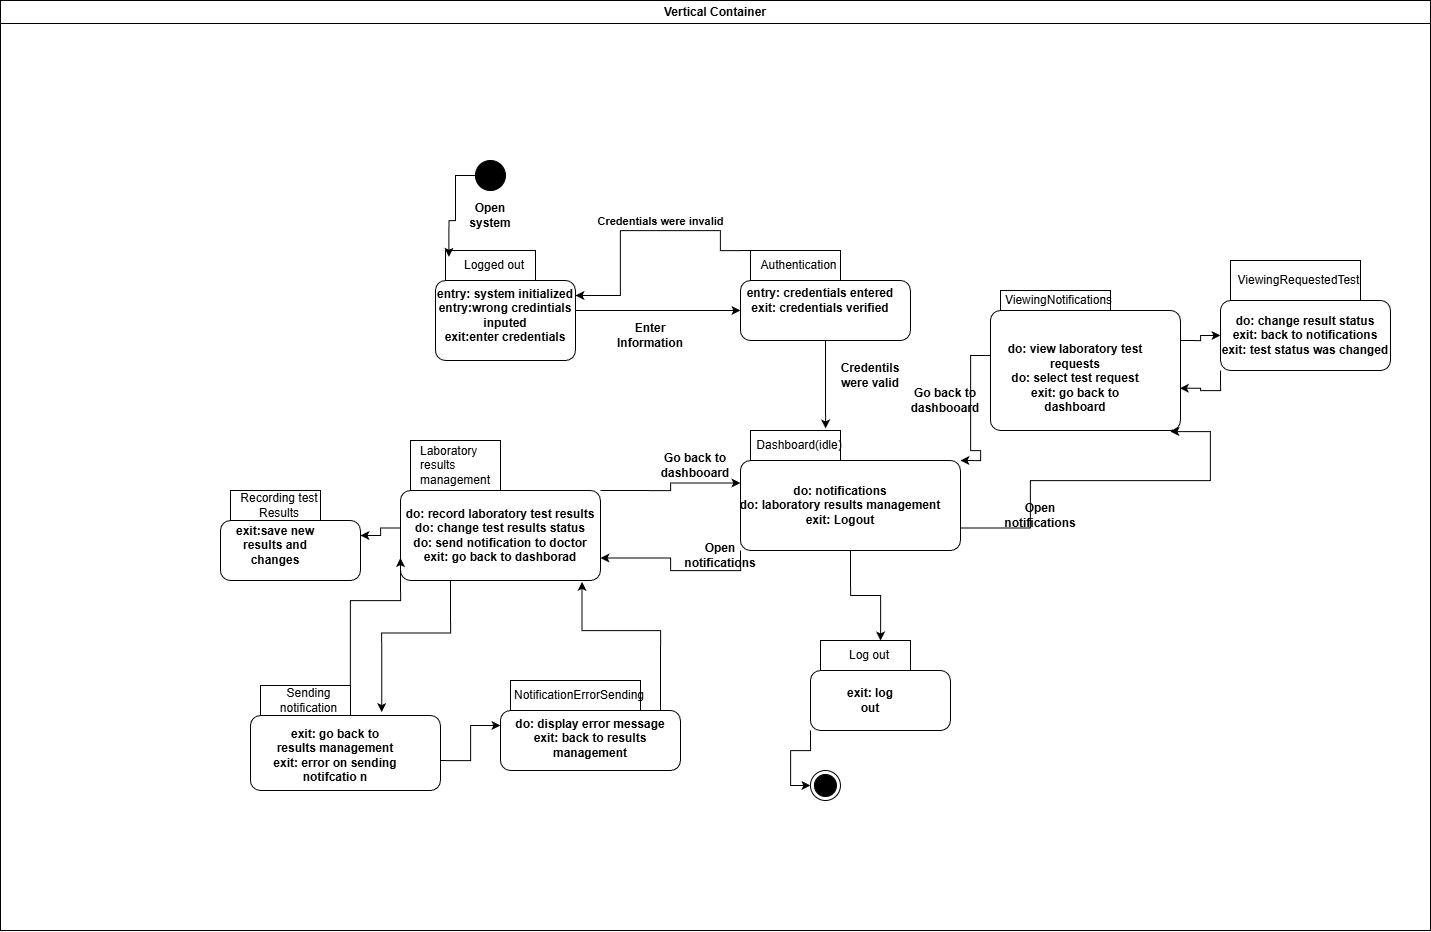 Vertical Container
Open
system
Credentials were invalid
Logged out
entry: system initialized
entry:wrong credintials
inputed
exit:enter credentials
Enter
Information
Authentication
entry: credentials entered
exit: credentials verified
Credentils
were valid
ViewingNotifications
do: view laboratory test
requests
do: select test request
exit: go back to
dashboard
ViewingRequestedTest
do: change result status
exit: back to notifications
exit: test status was changed
Go back to
dashbooard
Dashboard(idle)
do: notifications
do: laboratory results management
exit: Logout
Open
notifications
Go back to
dashbooard
Laboratory
results
management
do: record laboratory test results
do: change test results status
do: send notification to doctor
exit: go back to dashborad
Recording test
Results
exit:save new
results and
changes
Open
notifications
Sending
notification
exit: go back to
results management
exit: error on sending
notifcatio n
NotificationErrorSending
do: display error message
exit: back to results
management
Log out
exit: log
out